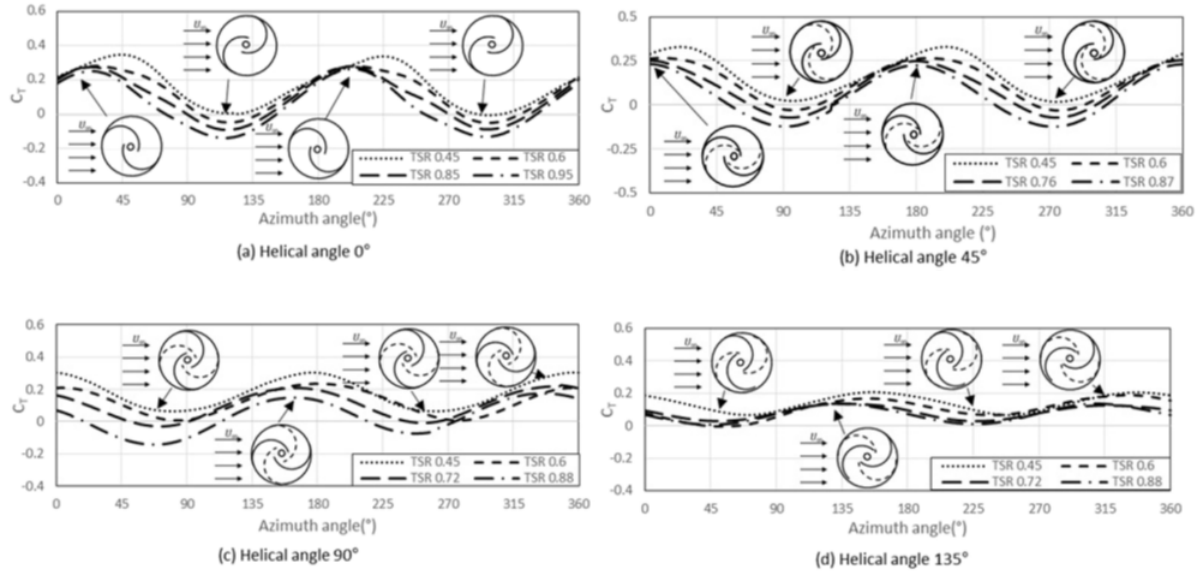 0.6
0.4
0.2
0
-0.2
-0.4
C_T
U∞
U∞
U∞
U∞
TSR 0.45
TSR 0.6
TSR 0.85
TSR 0.95
0 45 90 135 180 225 270 315 360
Azimuth angle(°)
(a) Helical angle 0°
0.5
0.25
0
-0.25
-0.5
C_T
U∞
U∞
U∞
U∞
TSR 0.45
TSR 0.6
TSR 0.76
TSR 0.87
0 45 90 135 180 225 270 315 360
Azimuth angle (°)
(b) Helical angle 45°
0.6
0.4
0.2
0
-0.2
-0.4
C_T
U∞
U∞
U∞
U∞
TSR 0.45
TSR 0.6
TSR 0.72
TSR 0.88
0 45 90 135 180 225 270 315 360
Azimuth angle(°)
(c) Helical angle 90°
0.6
0.4
0.2
0
-0.2
-0.4
C_T
U∞
U∞
U∞
U∞
TSR 0.45
TSR 0.6
TSR 0.72
TSR 0.88
0 45 90 135 180 225 270 315 360
Azimuth angle(°)
(d) Helical angle 135°